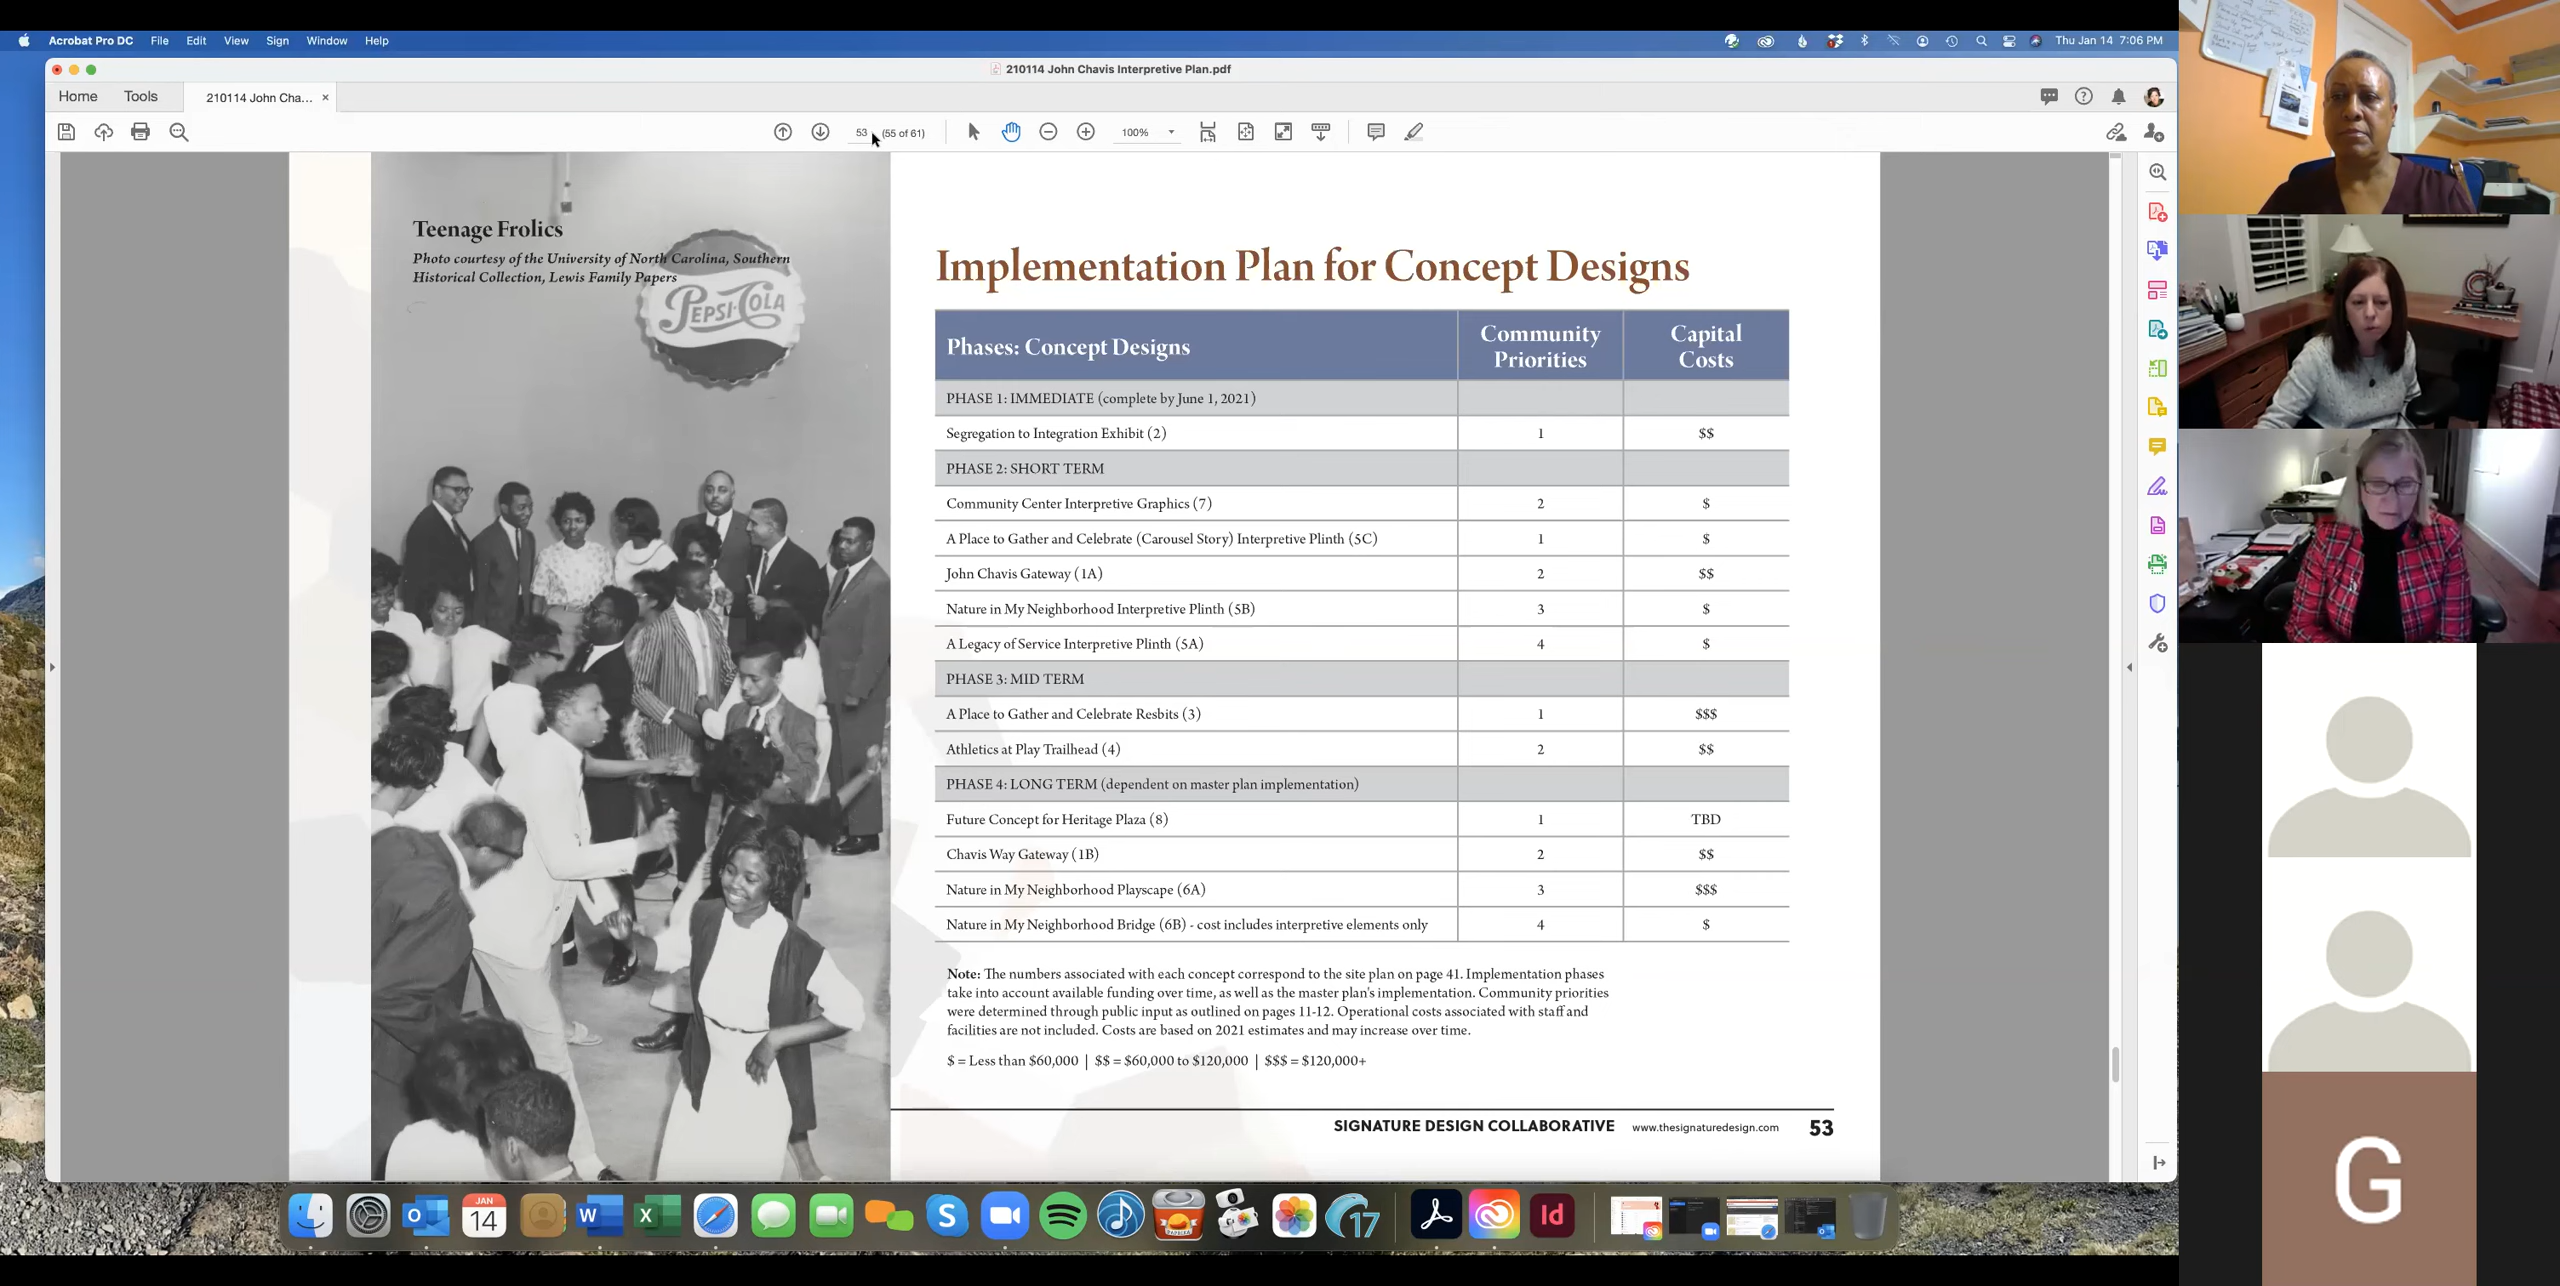 Acrobat Pro DC File Edit View Sign Window Help
Thu Jan 14 7:06 PM
210114 John Chavis Interpretive Plan.pdf
Home Tools 210114 John Cha... ×
53 (55 of 61) 100%
Teenage Frolics
Photo courtesy of the University of North Carolina, Southern
Historical Collection, Lewis Family Papers
PEPSI-COLA
Implementation Plan for Concept Designs
Phases: Concept Designs Community Priorities Capital Costs
PHASE 1: IMMEDIATE (complete by June 1, 2021)
Segregation to Integration Exhibit (2) 1 $$
PHASE 2: SHORT TERM
Community Center Interpretive Graphics (7) 2 $
A Place to Gather and Celebrate (Carousel Story) Interpretive Plinth (5C) 1 $
John Chavis Gateway (1A) 2 $$
Nature in My Neighborhood Interpretive Plinth (5B) 3 $
A Legacy of Service Interpretive Plinth (5A) 4 $
PHASE 3: MID TERM
A Place to Gather and Celebrate Resbits (3) 1 $$$
Athletics at Play Trailhead (4) 2 $$
PHASE 4: LONG TERM (dependent on master plan implementation)
Future Concept for Heritage Plaza (8) 1 TBD
Chavis Way Gateway (1B) 2 $$
Nature in My Neighborhood Playscape (6A) 3 $$$
Nature in My Neighborhood Bridge (6B) - cost includes interpretive elements only 4 $
Note: The numbers associated with each concept correspond to the site plan on page 41. Implementation phases
take into account available funding over time, as well as the master plan's implementation. Community priorities
were determined through public input as outlined on pages 11-12. Operational costs associated with staff and
facilities are not included. Costs are based on 2021 estimates and may increase over time.
$ = Less than $60,000 | $$ = $60,000 to $120,000 | $$$ = $120,000+
SIGNATURE DESIGN COLLABORATIVE www.thesignaturedesign.com 53
JAN
14
O
W
X
S
17
Id
G